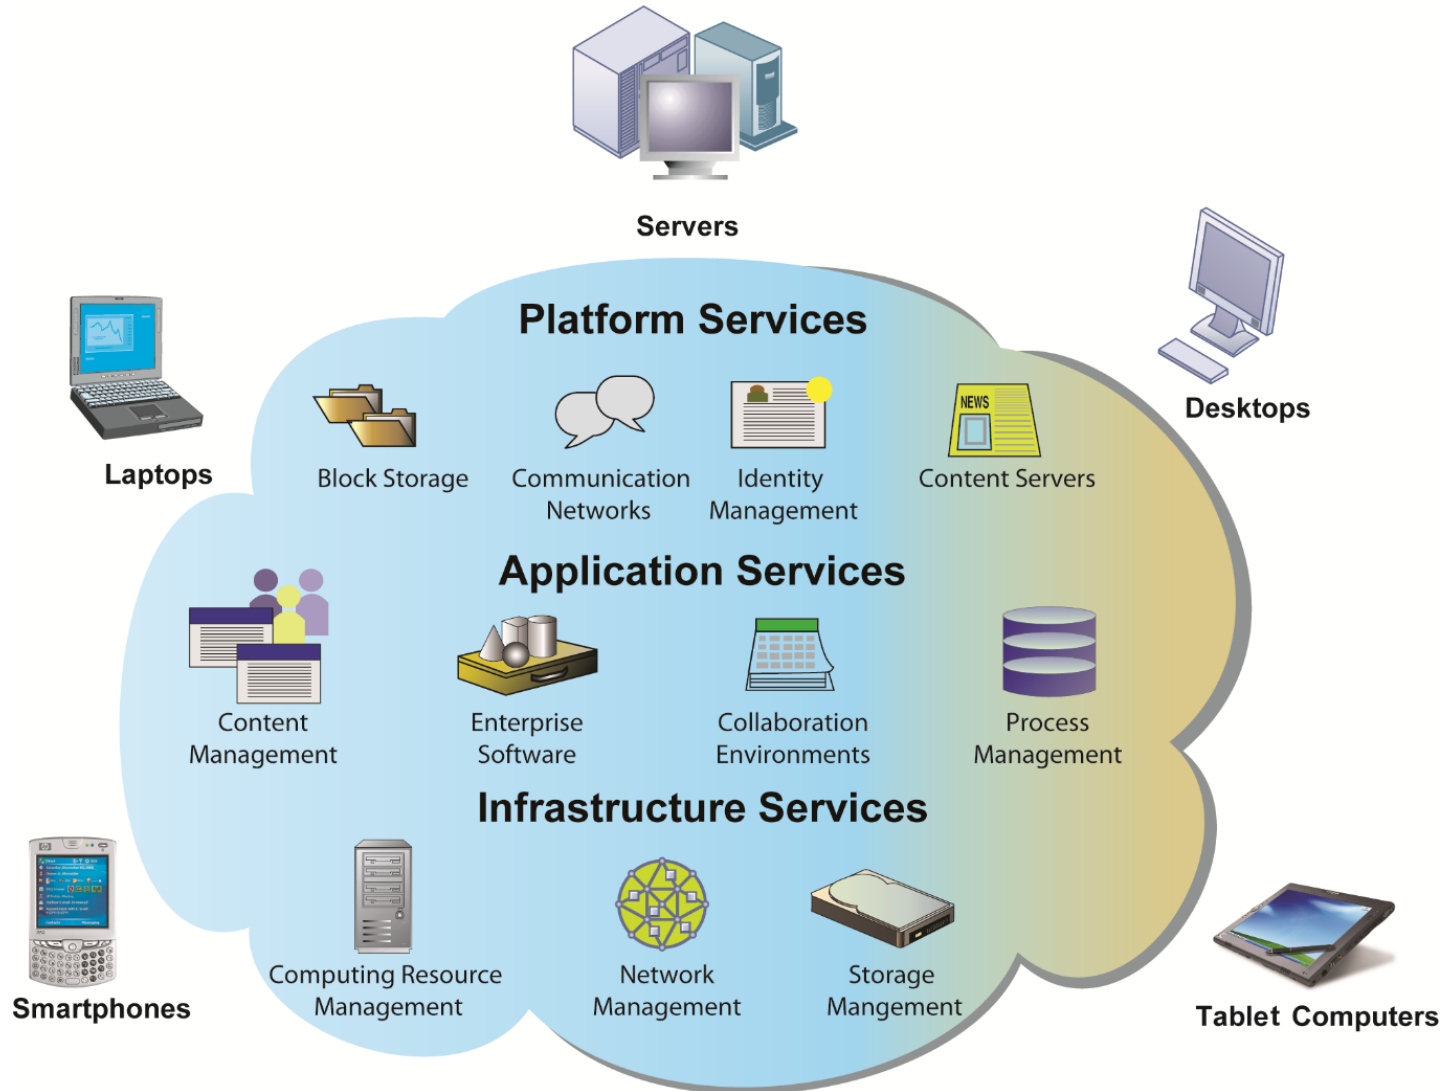 Servers
Platform Services
Laptops
Desktops
NEWS
Block Storage
Communication
Networks
Identity
Management
Content Servers
Application Services
Content
Management
Enterprise
Software
Collaboration
Environments
Process
Management
Infrastructure Services
Computing Resource
Management
Network
Management
Storage
Mangement
Smartphones
Tablet Computers